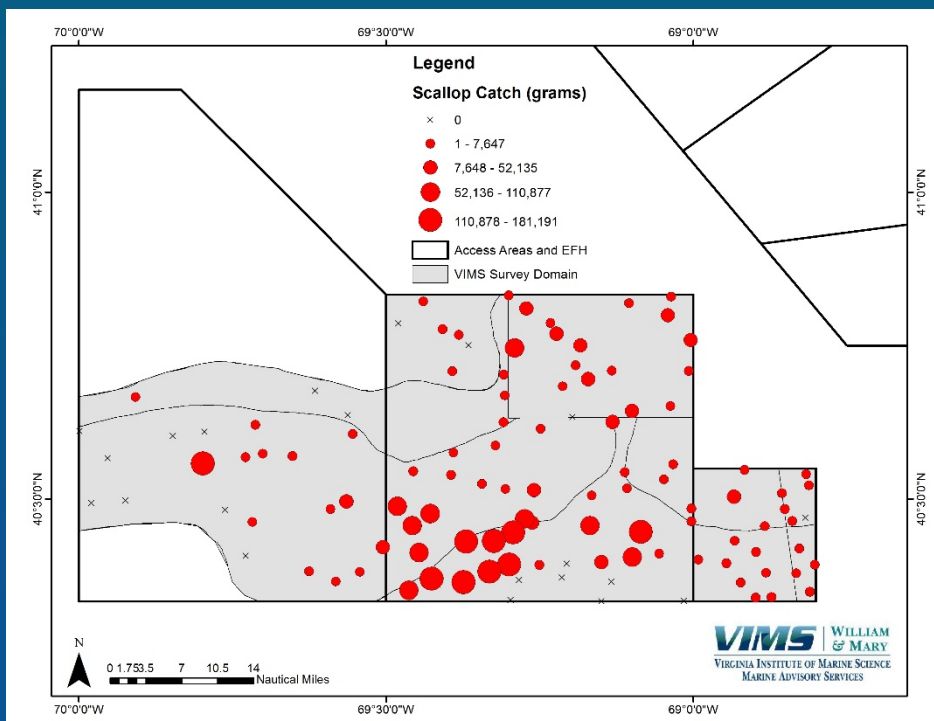 70°0'0"W 69°30'0"W 69°0'0"W
Legend
Scallop Catch (grams)
0
1 - 7,647
7,648 - 52,135
52,136 - 110,877
110,878 - 181,191
Access Areas and EFH
VIMS Survey Domain
41°0'0"N 41°0'0"N
40°30'0"N 40°30'0"N
N
0 1.75 3.5 7 10.5 14
Nautical Miles
VIMS WILLIAM
& MARY
VIRGINIA INSTITUTE OF MARINE SCIENCE
MARINE ADVISORY SERVICES
70°0'0"W 69°30'0"W 69°0'0"W